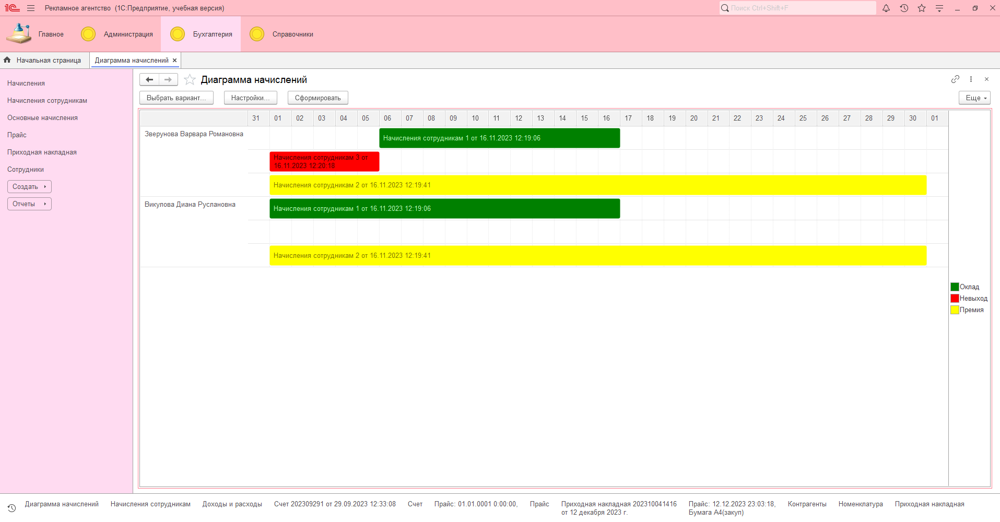 1С Рекламное агентство (1С:Предприятие, учебная версия) Поиск Ctrl+Shift+F
Главное Администрация Бухгалтерия Справочники
Начальная страница Диаграмма начислений ×
Начисления
Начисления сотрудникам
Основные начисления
Прайс
Приходная накладная
Сотрудники
Создать
Отчеты
Диаграмма начислений
Выбрать вариант... Настройки... Сформировать Еще
31 01 02 03 04 05 06 07 08 09 10 11 12 13 14 15 16 17 18 19 20 21 22 23 24 25 26 27 28 29 30 01
Зверунова Варвара Романовна
Начисления сотрудникам 1 от 16.11.2023 12:19:06
Начисления сотрудникам 3 от
16.11.2023 12:20:18
Начисления сотрудникам 2 от 16.11.2023 12:19:41
Викулова Диана Руслановна
Начисления сотрудникам 1 от 16.11.2023 12:19:06
Начисления сотрудникам 2 от 16.11.2023 12:19:41
Оклад
Невыход
Премия
Диаграмма начислений Начисления сотрудникам Доходы и расходы Счет 202309291 от 29.09.2023 12:33:08 Счет Прайс: 01.01.0001 0:00:00, Прайс Приходная накладная 202310041416 Прайс: 12.12.2023 23:03:18, Контрагенты Номенклатура Приходная накладная
от 12 декабря 2023 г. Бумага А4(закуп)